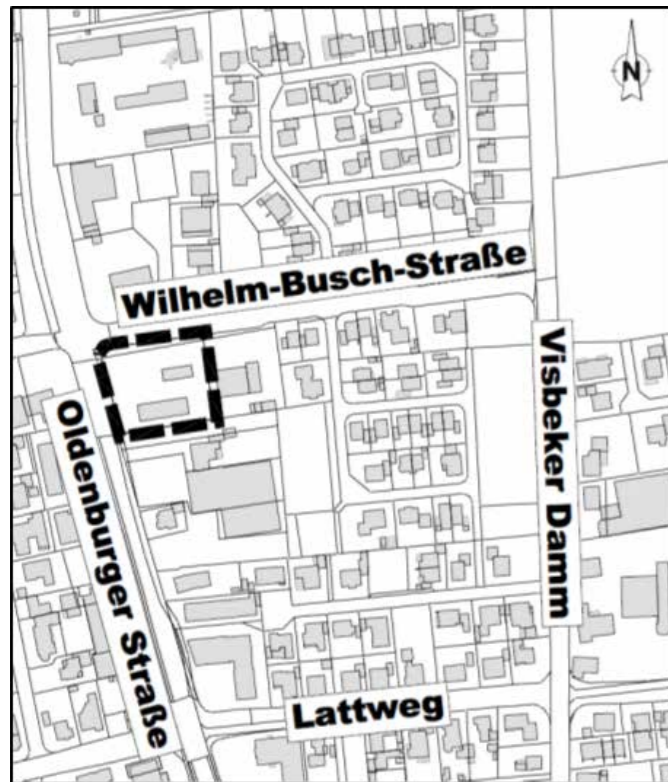 N
Wilhelm-Busch-Straße
Oldenburger Straße
Visbeker Damm
Lattweg